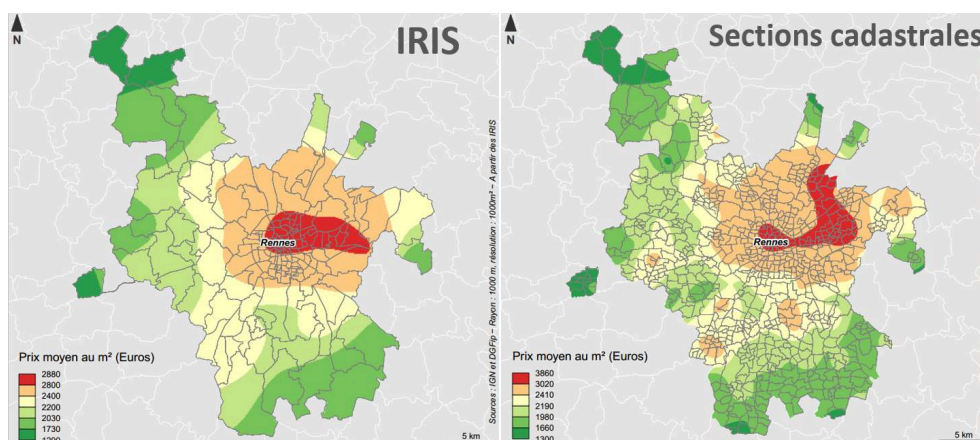 IRIS
N
Rennes
Prix moyen au m² (Euros)
2880
2800
2400
2200
2030
1730
1200
5 km
Sources : IGN et DGFip – Rayon : 1000 m, résolution : 1000m² – A partir des IRIS
Sections cadastrales
N
Rennes
Prix moyen au m² (Euros)
3860
3020
2410
2190
1980
1660
1300
5 km